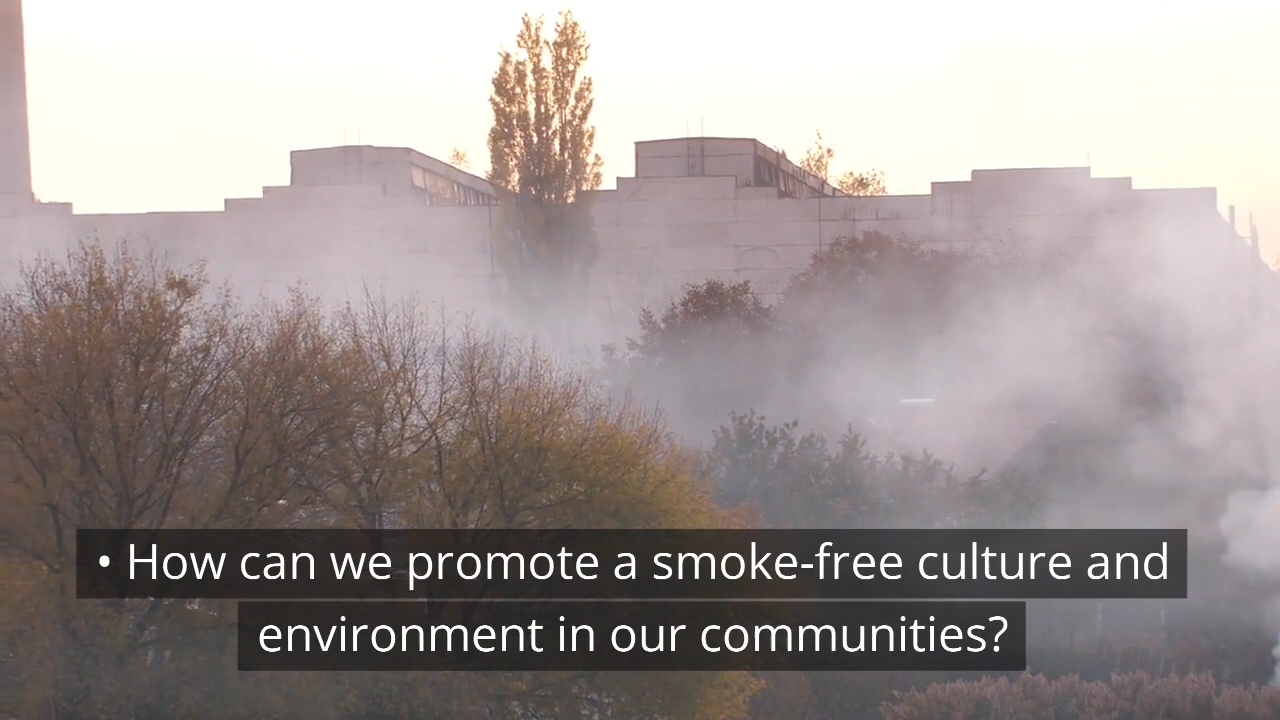 • How can we promote a smoke-free culture and
environment in our communities?